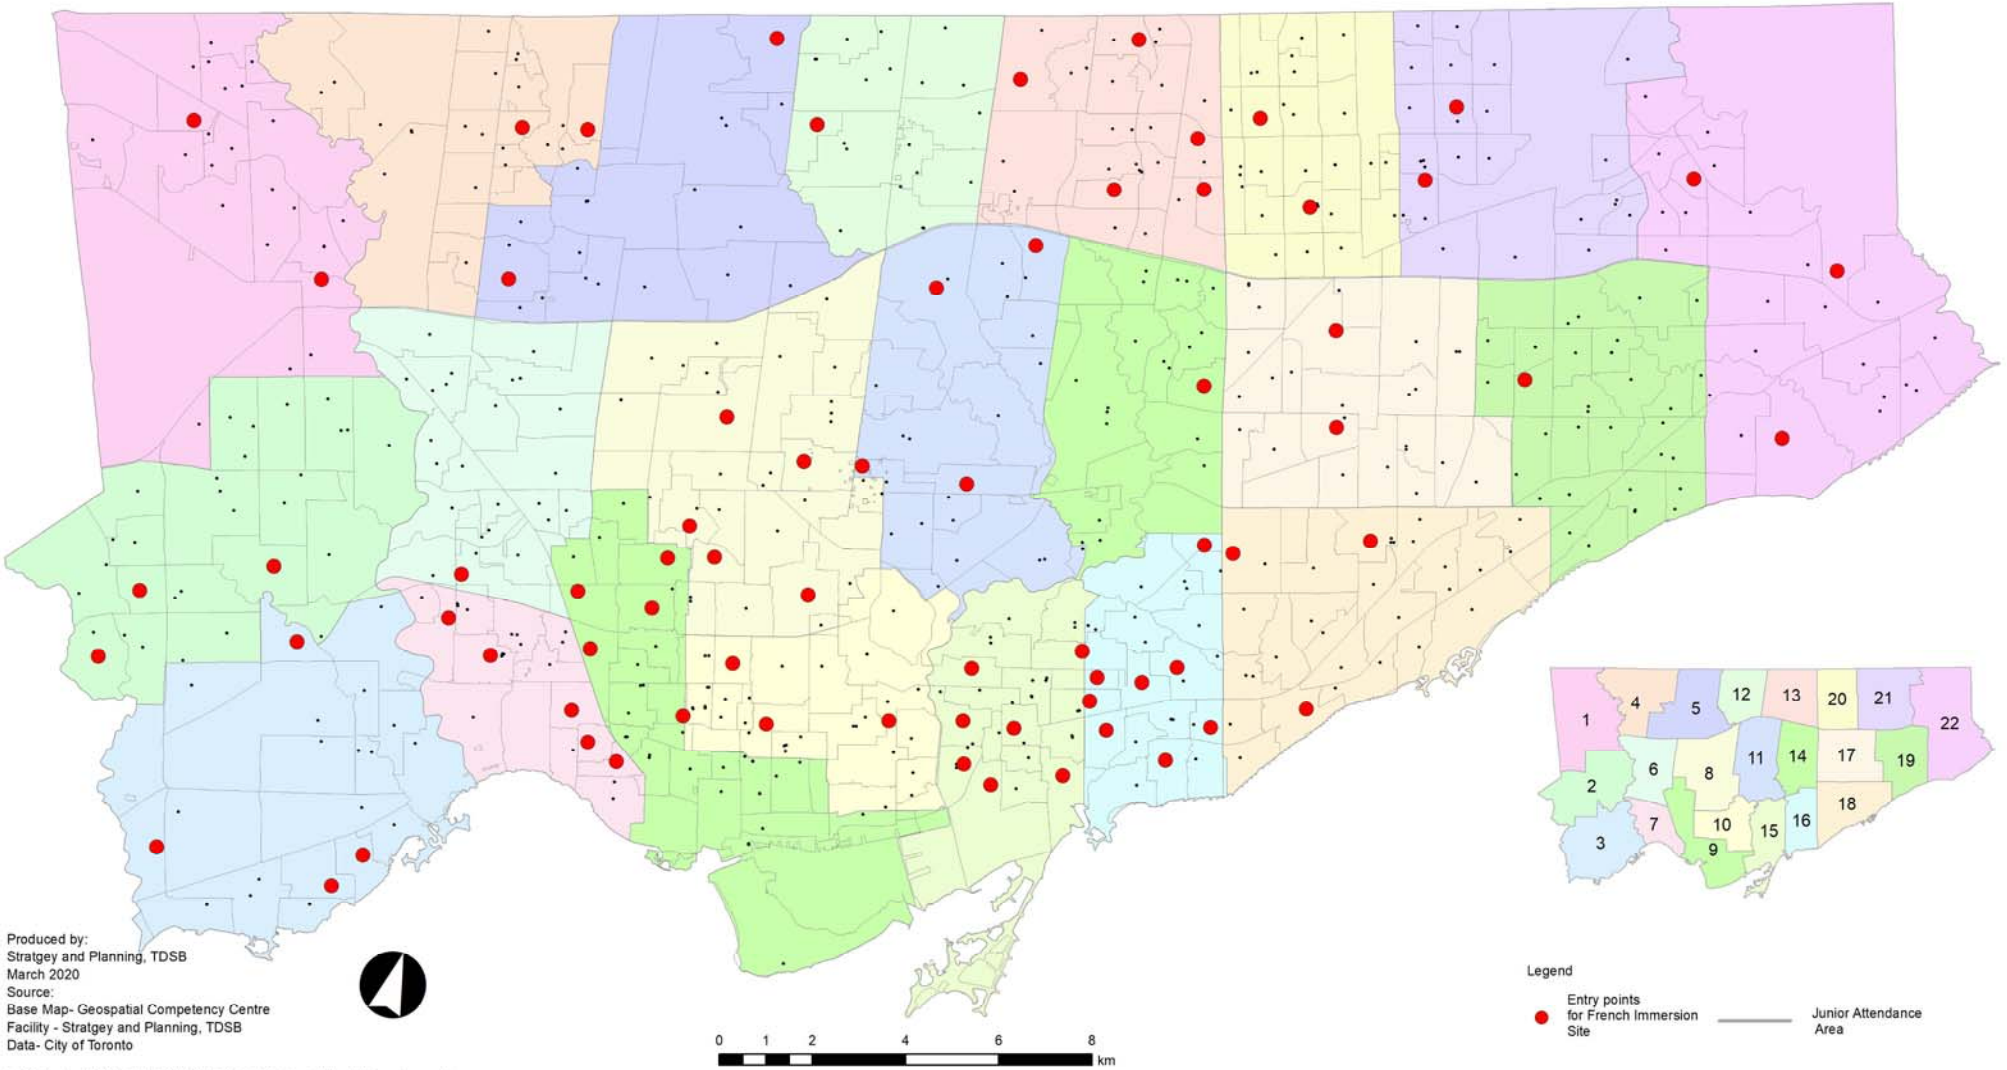 1
4
5
12
13
20
21
22
2
6
8
11
14
17
19
3
7
9
10
15
16
18
Produced by:
Stratgey and Planning, TDSB
March 2020
Source:
Base Map- Geospatial Competency Centre
Facility - Stratgey and Planning, TDSB
Data- City of Toronto
0 1 2 4 6 8
km
Legend
Entry points
for French Immersion
Site
Junior Attendance
Area